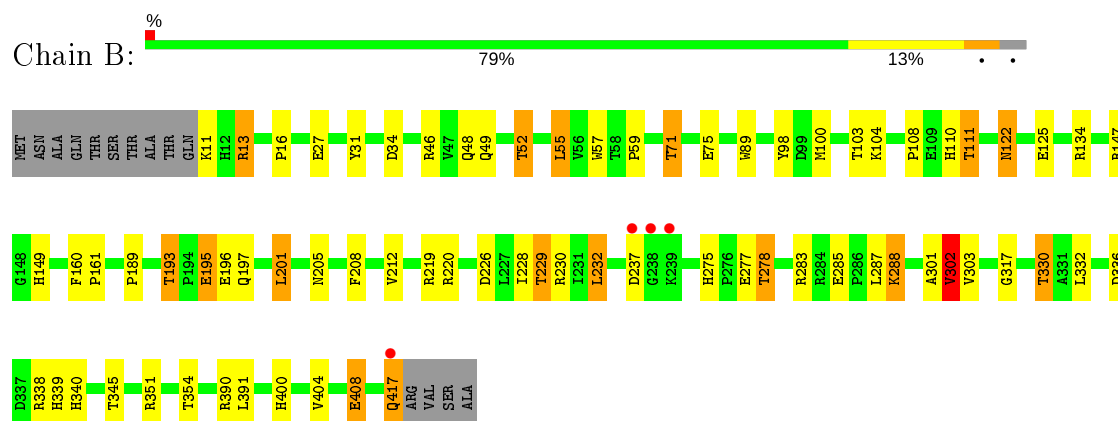 %
Chain B:
79% 13% • •
MET ASN ALA GLN THR SER THR ALA THR GLN K11 H12 R13 P16 E27 Y31 D34 R46 V47 Q48 Q49 T52 L55 V56 W57 T58 P59 T71 E75 W89 Y98 D99 M100 T103 K104 P108 E109 H110 T111 N122 E125 R134 R147
G148 H149 F160 P161 P189 T193 P194 E195 E196 Q197 L201 N205 F208 V212 R219 R220 D226 L227 I228 T229 R230 I231 L232 D237 G238 K239 H275 P276 E277 T278 R283 R284 E285 P286 L287 K288 A301 V302 V303 G317 T330 A331 L332 D336
D337 R338 H339 H340 T345 R351 T354 R390 L391 H400 V404 E408 Q417 ARG VAL SER ALA